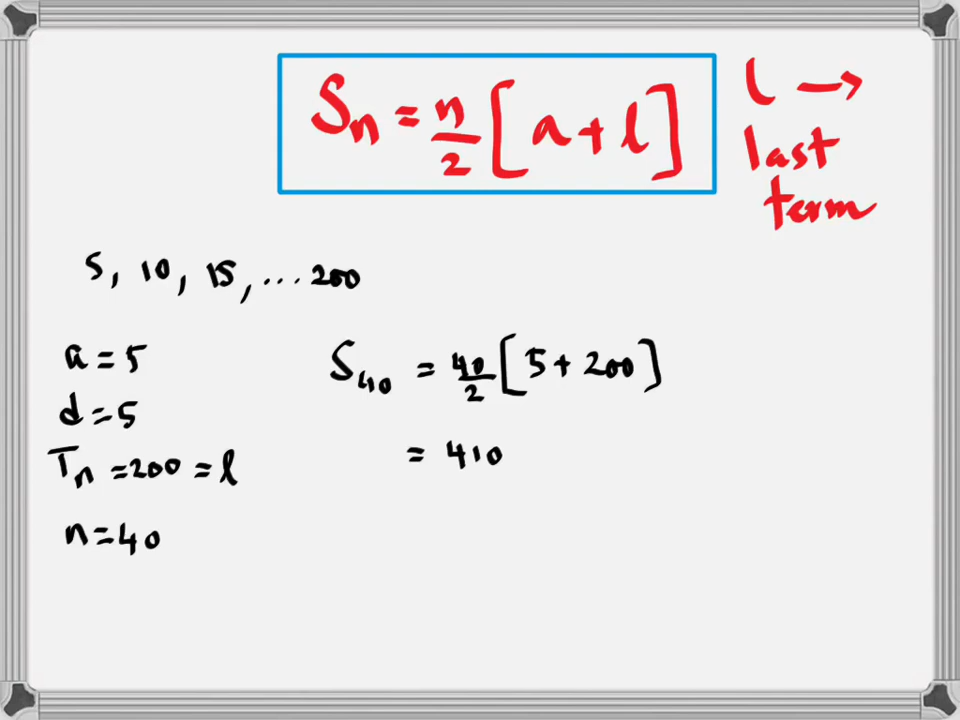 Sn = n/2 [a + l]
l →
last
term
5, 10, 15, ...200
a = 5
d = 5
Tn = 200 = l
n = 40
S40 = 40/2 [5 + 200]
= 410